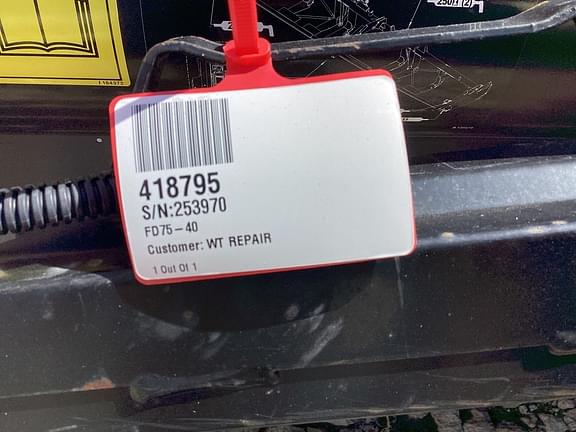 418795
S/N:253970
FD75-40
Customer: WT REPAIR
1 Out Of 1